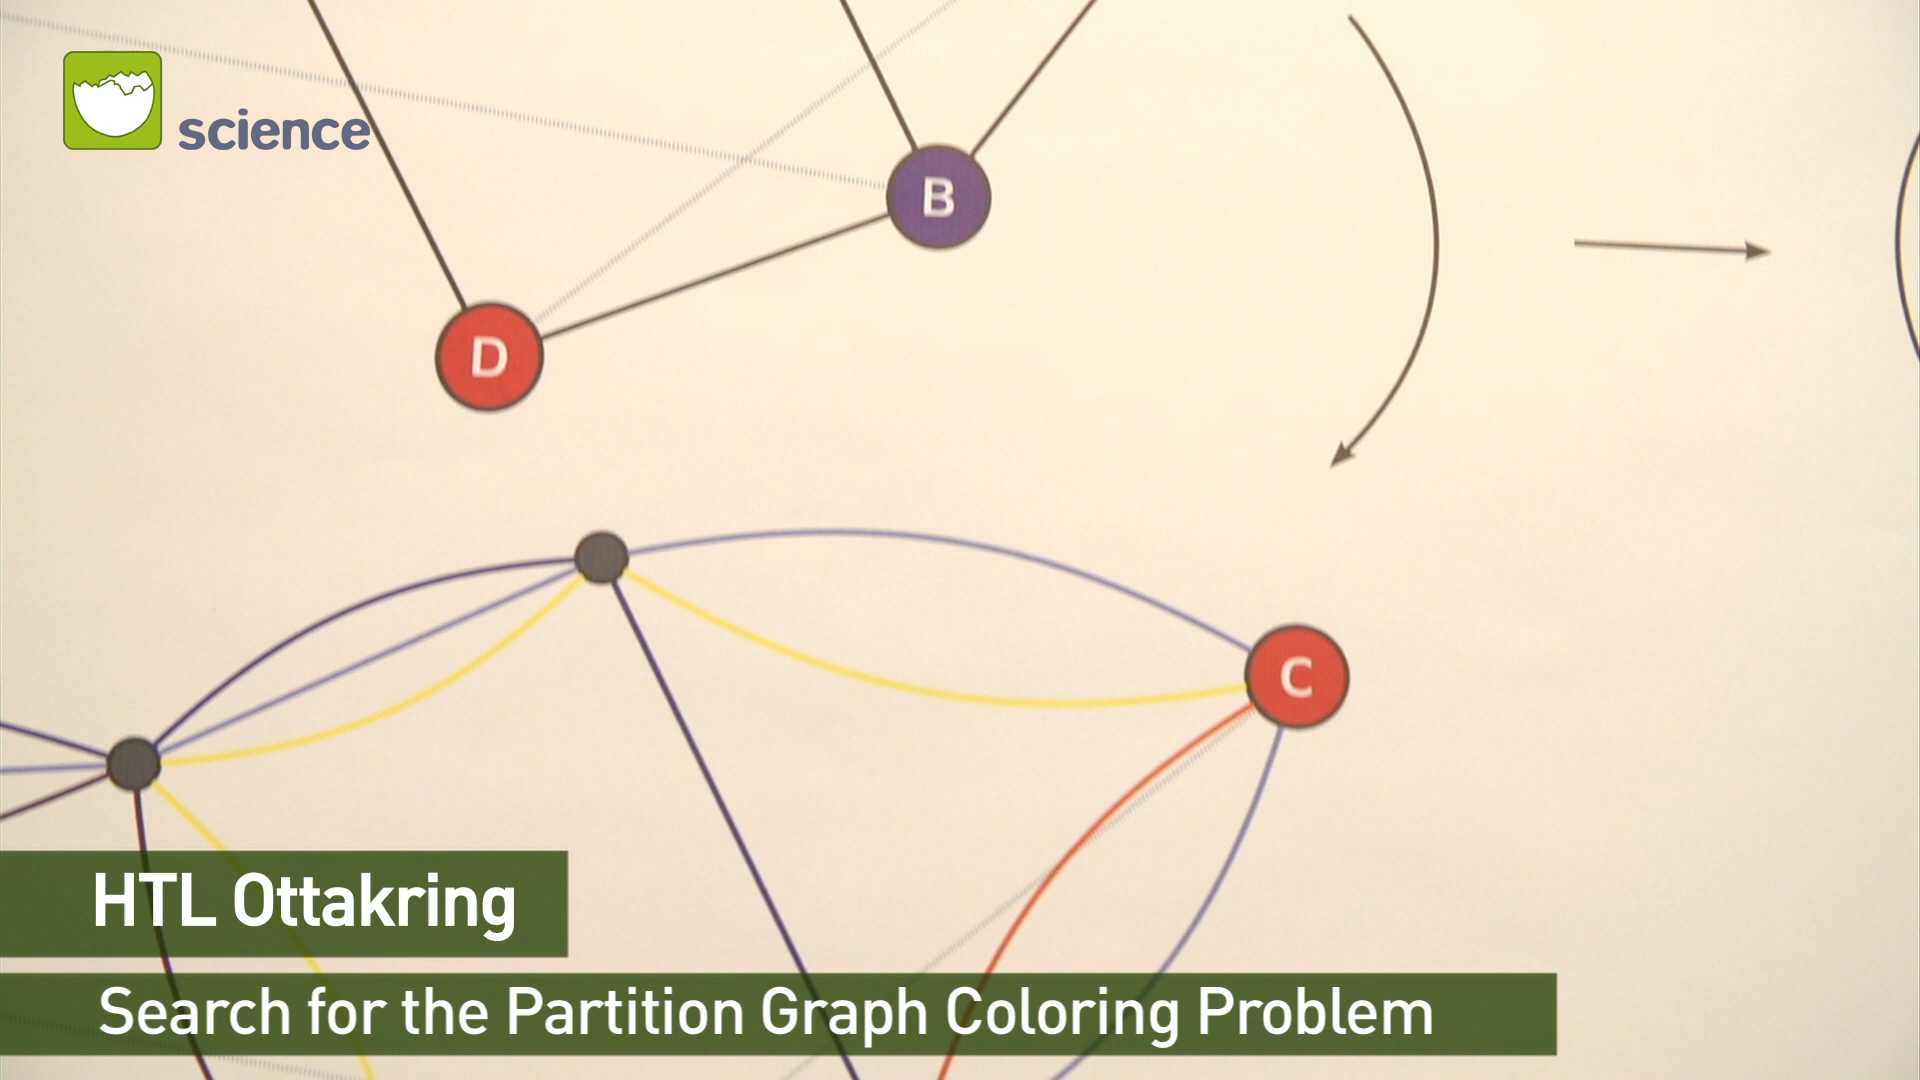 science
B
D
C
HTL Ottakring
Search for the Partition Graph Coloring Problem